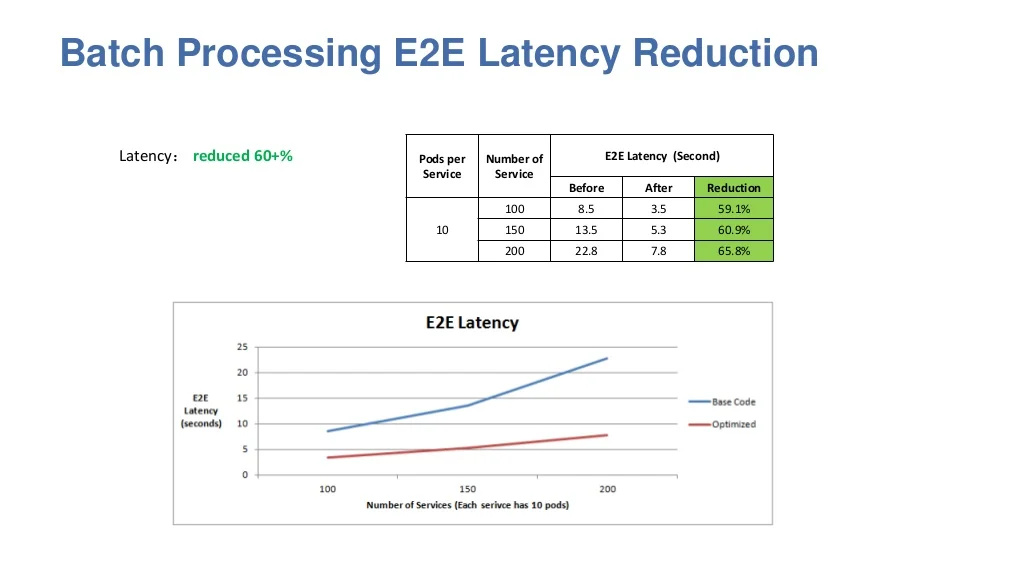 Batch Processing E2E Latency Reduction
Latency: reduced 60+%
Pods per Service
Number of Service
E2E Latency (Second)
Before After Reduction
10
100 8.5 3.5 59.1%
150 13.5 5.3 60.9%
200 22.8 7.8 65.8%
E2E Latency
25
20
15
10
5
0
E2E
Latency
(seconds)
100 150 200
Number of Services (Each serivce has 10 pods)
Base Code
Optimized